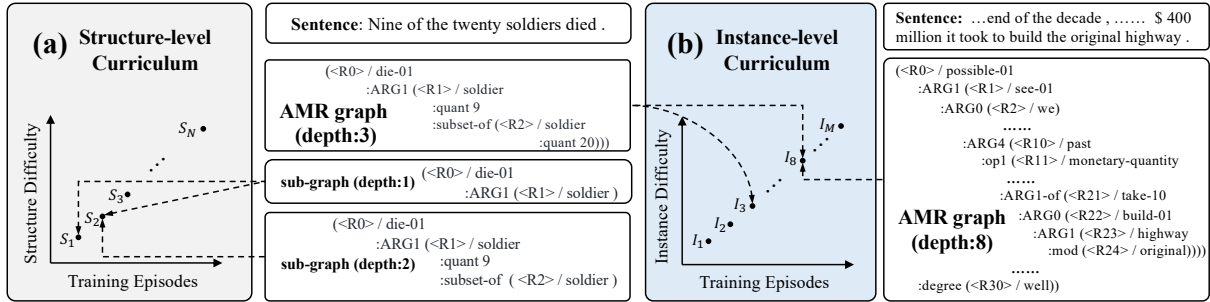 (a)
Structure-level
Curriculum
Structure Difficulty
S_N
S_3
S_2
S_1
Training Episodes
Sentence: Nine of the twenty soldiers died .
(<R0> / die-01
:ARG1 (<R1> / soldier
:quant 9
:subset-of (<R2> / soldier
:quant 20)))
AMR graph
(depth:3)
sub-graph (depth:1)
(<R0> / die-01
:ARG1 (<R1> / soldier )
(<R0> / die-01
:ARG1 (<R1> / soldier
:quant 9
:subset-of ( <R2> / soldier )
sub-graph (depth:2)
(b)
Instance-level
Curriculum
Instance Difficulty
I_M
I_8
I_3
I_2
I_1
Training Episodes
Sentence: …end of the decade , …… $ 400
million it took to build the original highway .
(<R0> / possible-01
:ARG1 (<R1> / see-01
:ARG0 (<R2> / we)
……
:ARG4 (<R10> / past
:op1 (<R11> / monetary-quantity
……
:ARG1-of (<R21> / take-10
:ARG0 (<R22> / build-01
:ARG1 (<R23> / highway
:mod (<R24> / original))))
……
:degree (<R30> / well))
AMR graph
(depth:8)